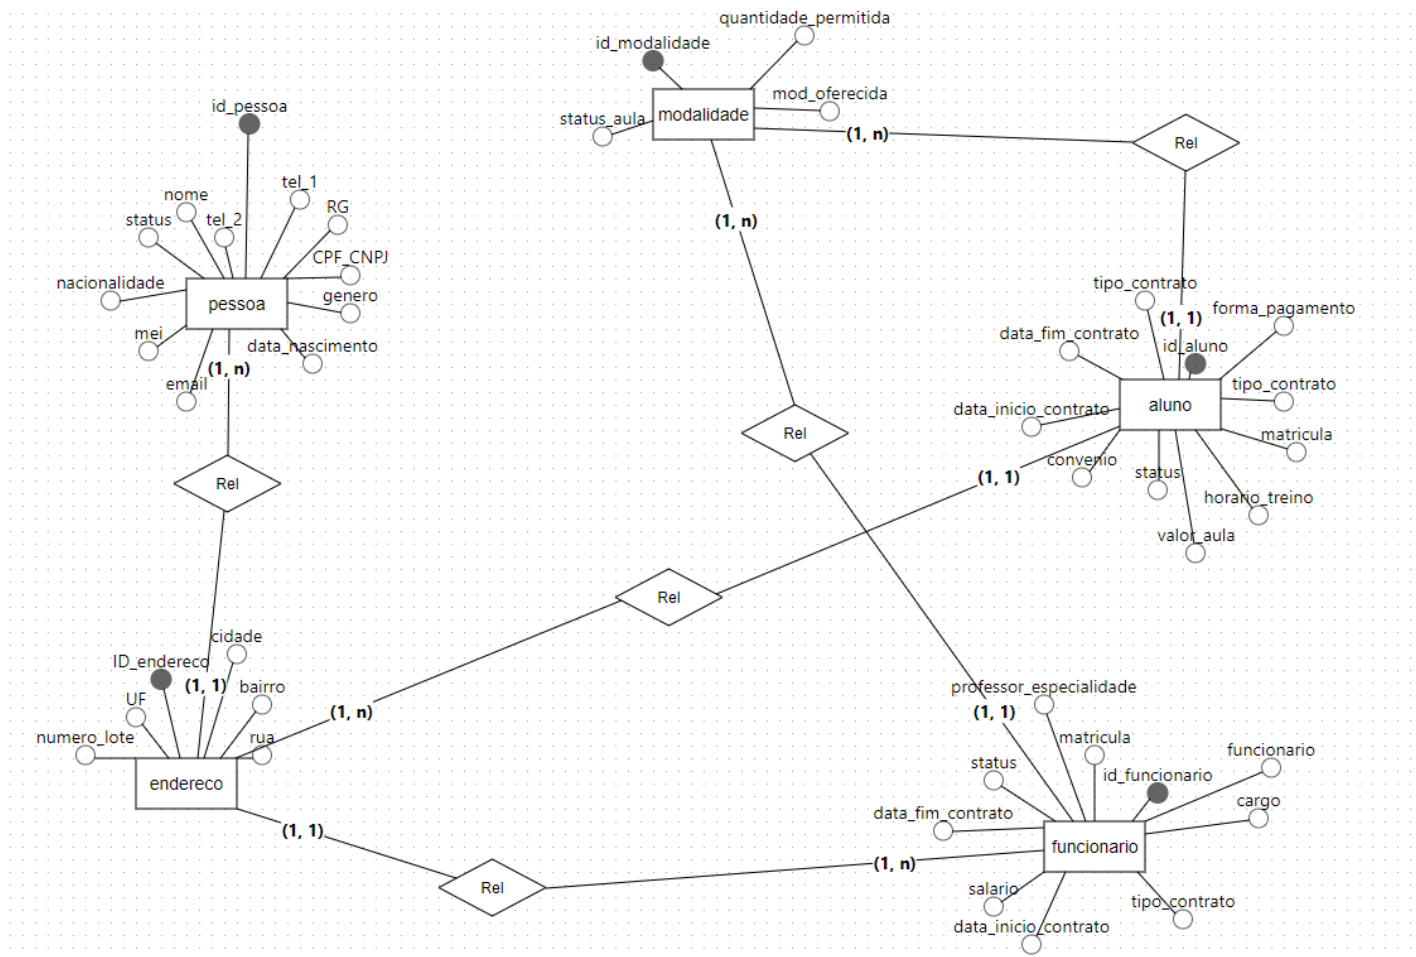 quantidade_permitida
id_modalidade
mod_oferecida
status_aula
modalidade
(1, n)
Rel
(1, n)
id_pessoa
tel_1
nome
RG
status
tel_2
CPF_CNPJ
nacionalidade
genero
pessoa
mei
data_nascimento
(1, n)
email
Rel
tipo_contrato
forma_pagamento
(1, 1)
data_fim_contrato
id_aluno
tipo_contrato
data_inicio_contrato
aluno
matricula
convenio
status
(1, 1)
horario_treino
valor_aula
Rel
Rel
cidade
ID_endereco
(1, 1)
bairro
UF
(1, n)
numero_lote
rua
endereco
(1, 1)
Rel
professor_especialidade
(1, 1)
matricula
funcionario
status
id_funcionario
cargo
data_fim_contrato
funcionario
(1, n)
salario
tipo_contrato
data_inicio_contrato